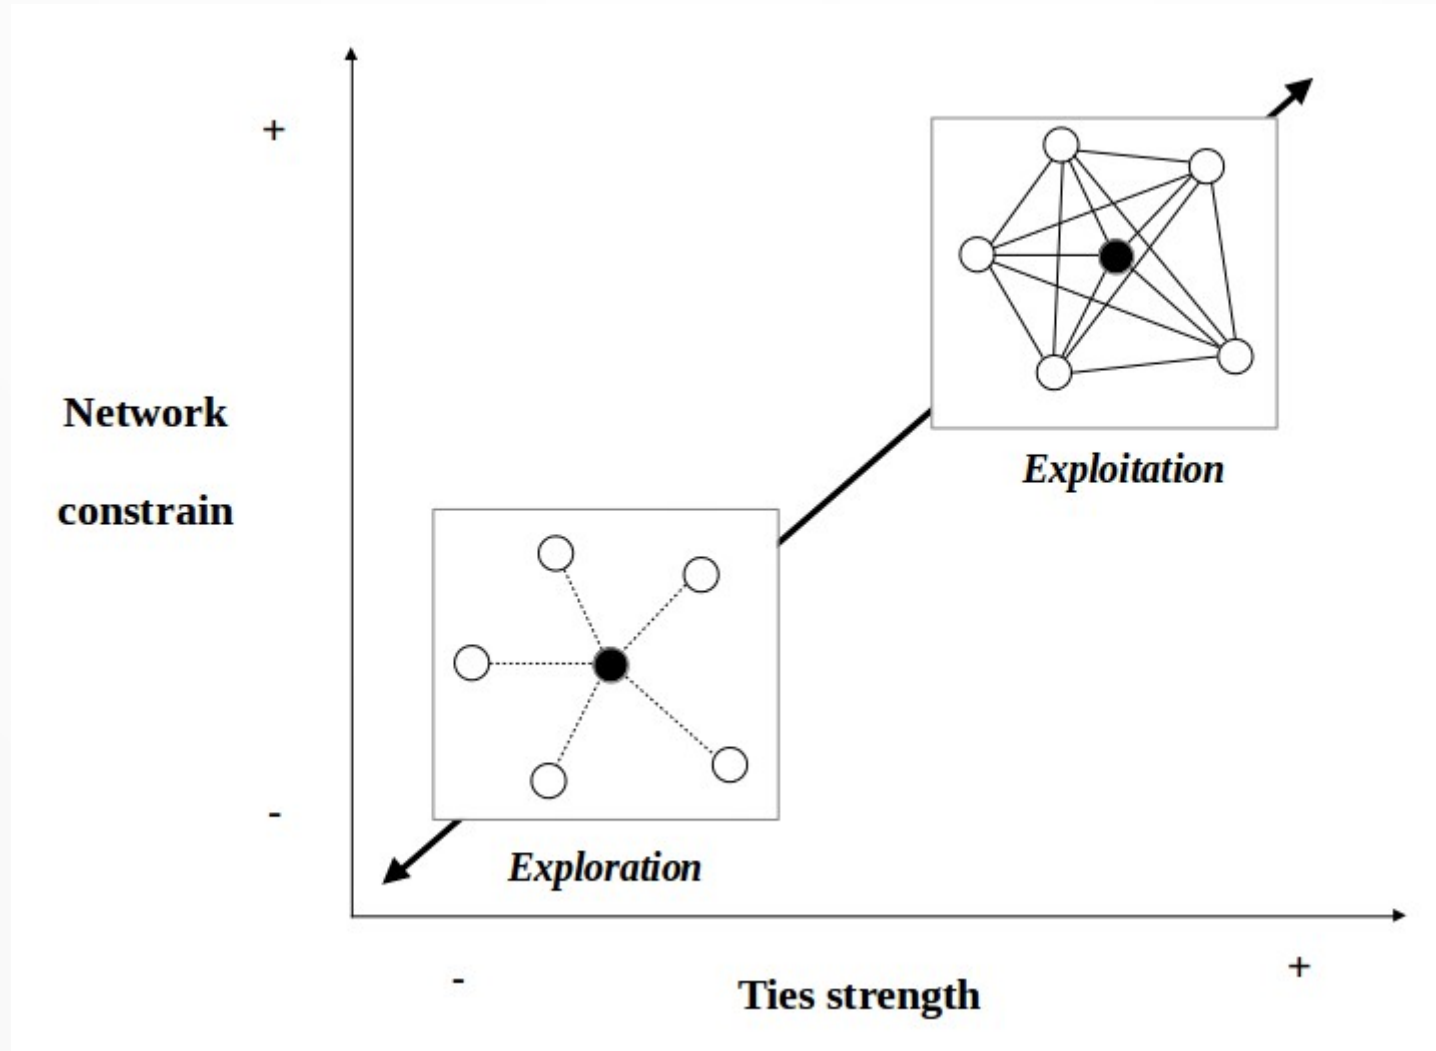 +
Network
constrain
Exploitation
-
Exploration
-
+
Ties strength